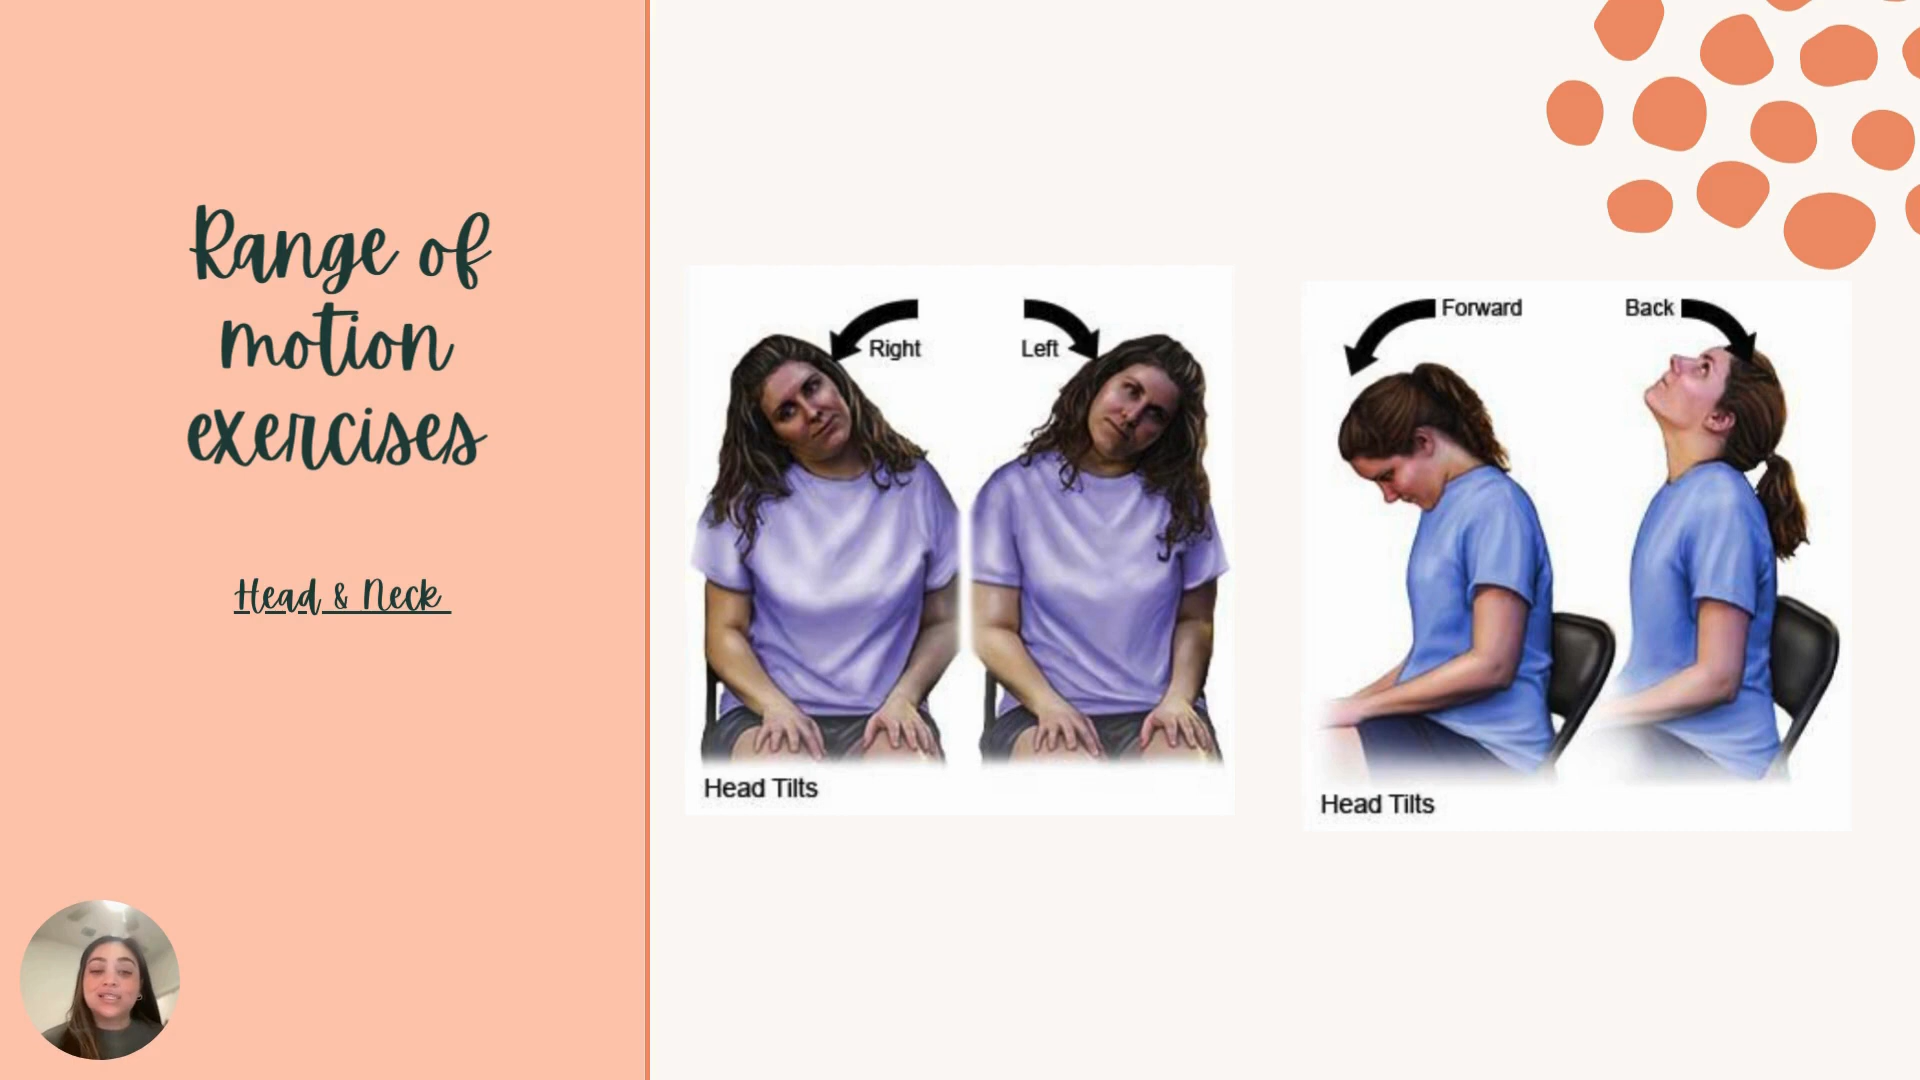 Range of
motion
exercises
Head & Neck
Right
Left
Head Tilts
Forward
Back
Head Tilts